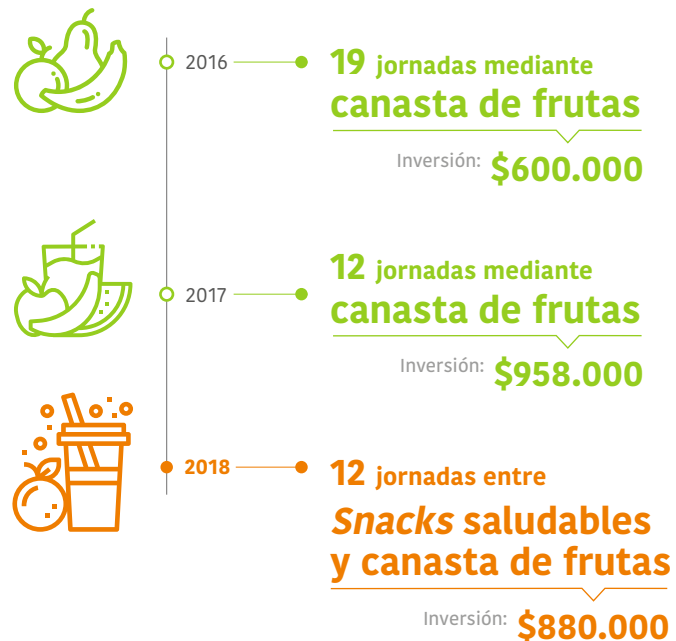 2016
19 jornadas mediante
canasta de frutas
Inversión: $600.000
2017
12 jornadas mediante
canasta de frutas
Inversión: $958.000
2018
12 jornadas entre
Snacks saludables
y canasta de frutas
Inversión: $880.000